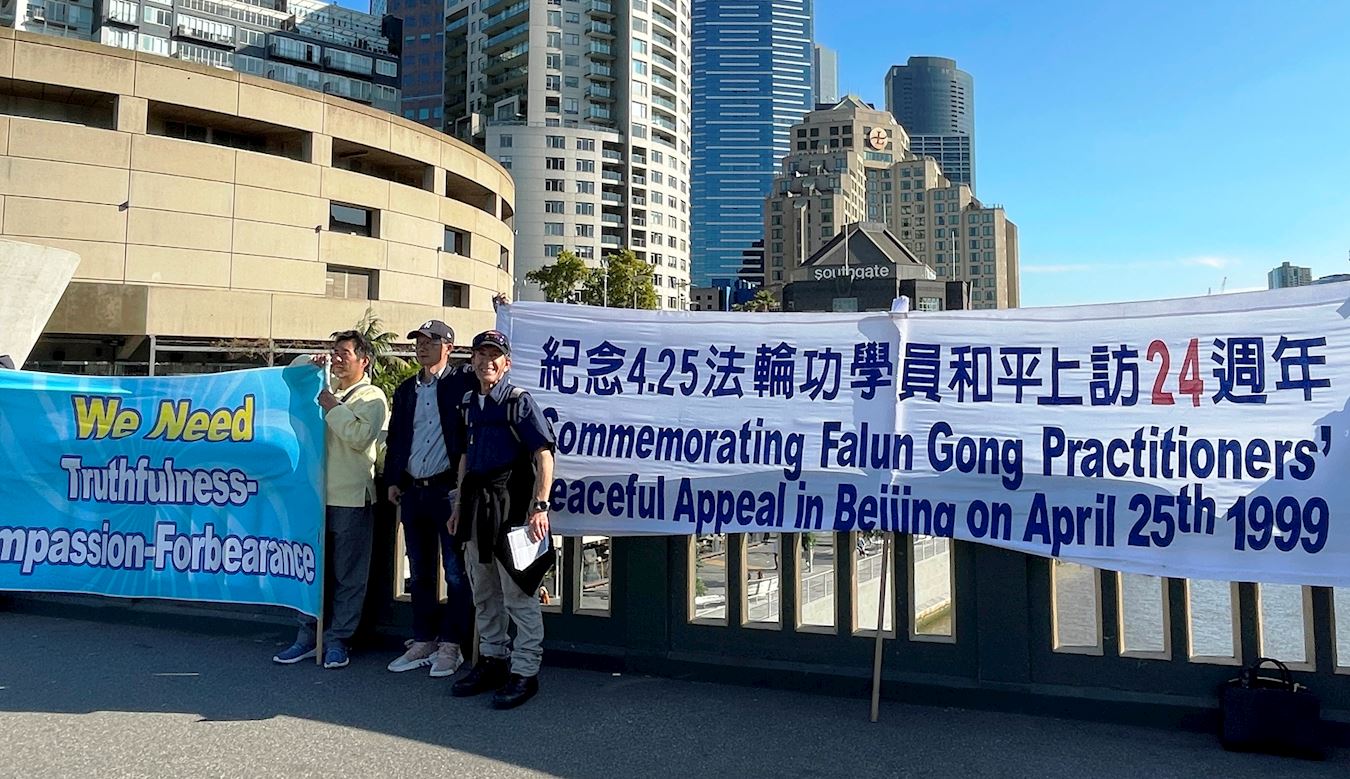 We Need
Truthfulness-
mpassion-Forbearance
southgate
紀念4.25法輪功學員和平上訪24週年
Commemorating Falun Gong Practitioners'
Peaceful Appeal in Beijing on April 25th 1999